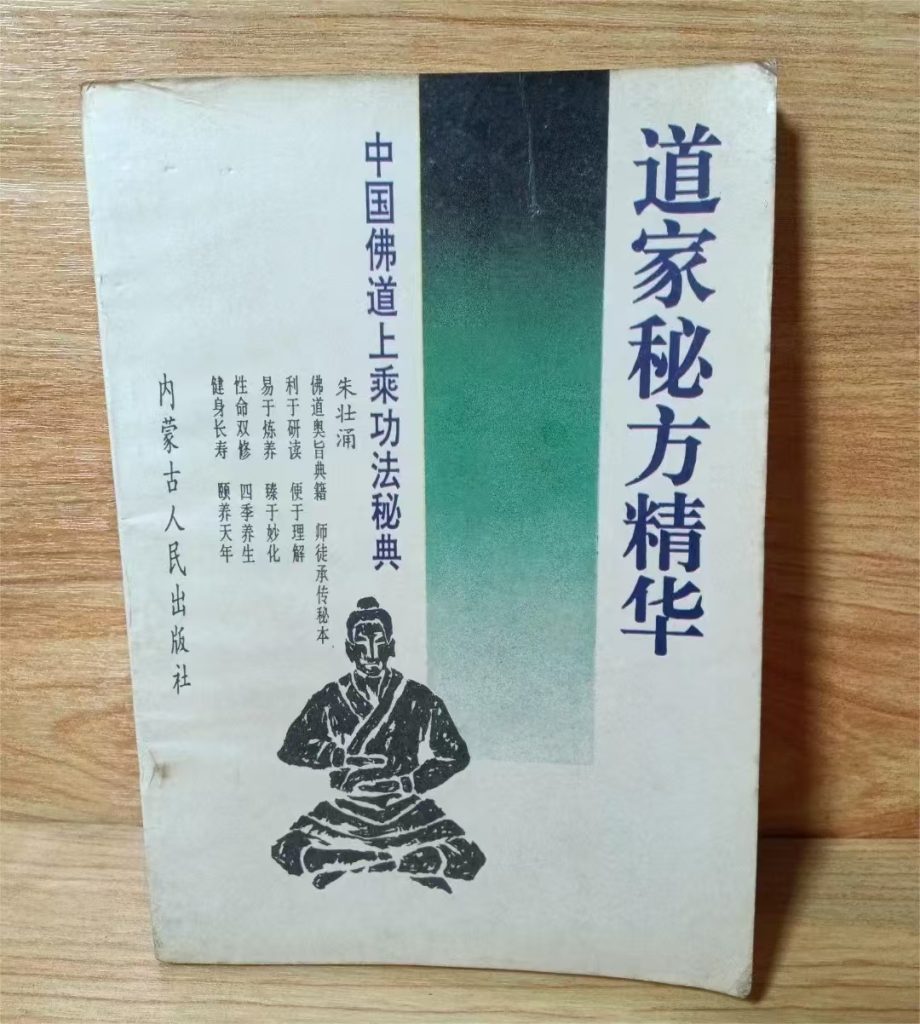 道家秘方精华
中国佛道上乘功法秘典
朱壮涌
佛道奥旨典籍 师徒承传秘本
利于研读 便于理解
易于炼养 臻于妙化
性命双修 四季养生
健身长寿 颐养天年
内蒙古人民出版社